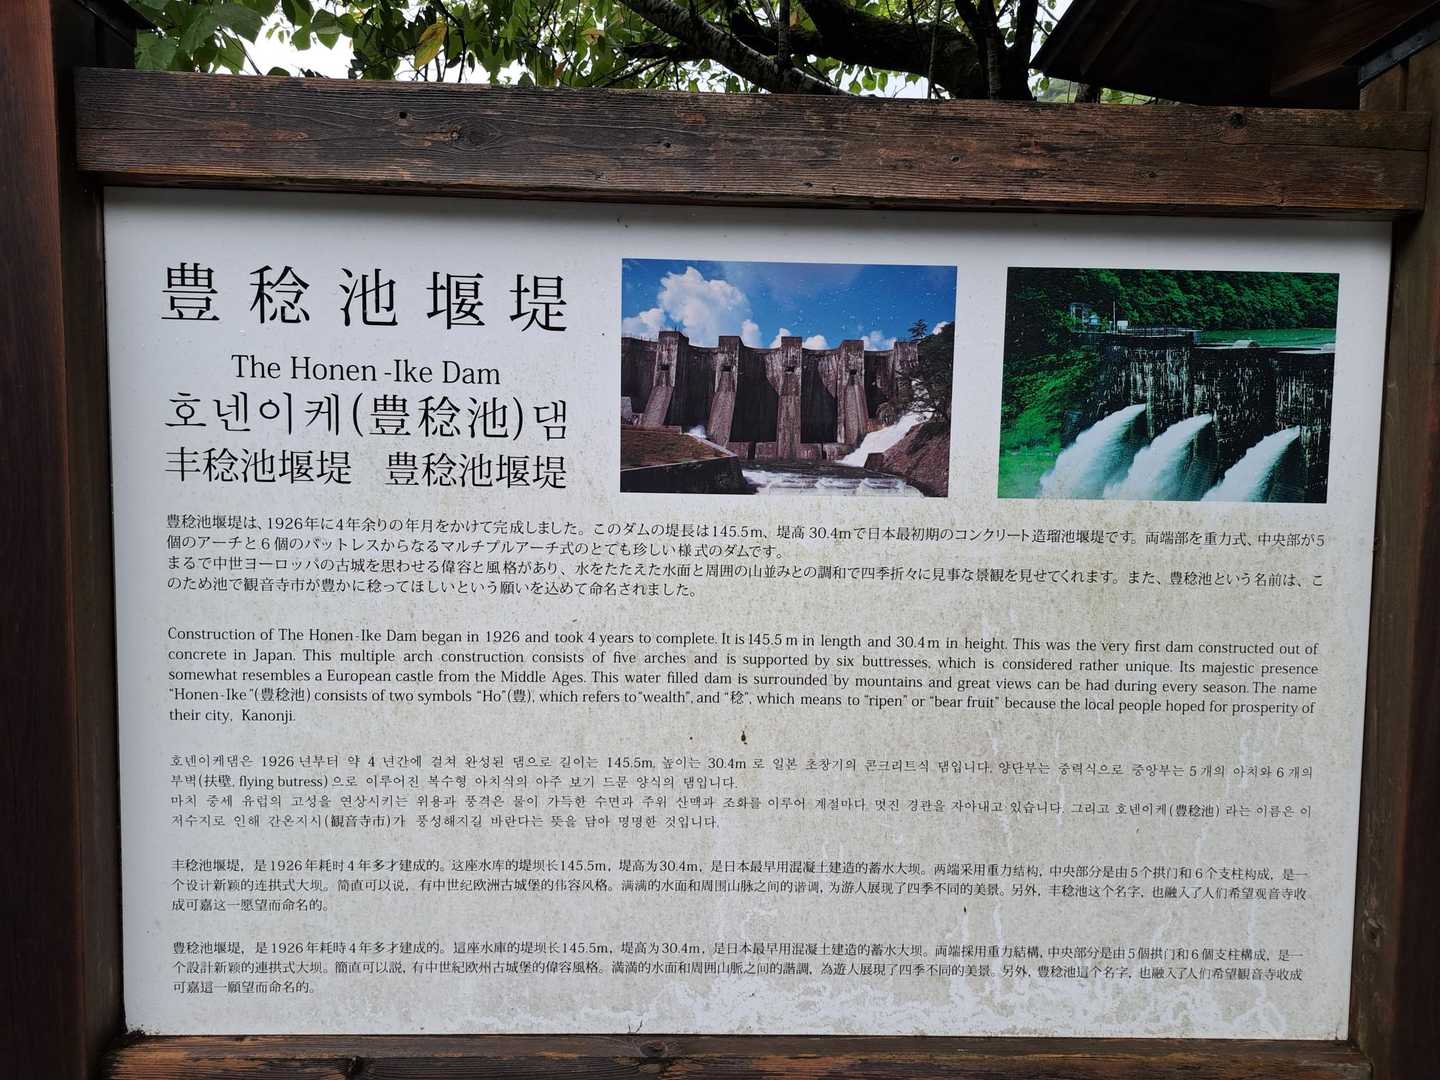 豊稔池堰堤
The Honen-Ike Dam
호넨이케(豊稔池)댐
丰稔池堰堤 豊稔池堰堤
豊稔池堰堤は、1926年に4年余りの年月をかけて完成しました。このダムの堤長は145.5m、堤高30.4mで日本最初期のコンクリート造瑠池堰堤です。両端部を重力式、中央部が5
個のアーチと6個のバットレスからなるマルチプルアーチ式のとても珍しい様式のダムです。
まるで中世ヨーロッパの古城を思わせる偉容と風格があり、水をたたえた水面と周囲の山並みとの調和で四季折々に見事な景観を見せてくれます。また、豊稔池という名前は、こ
のため池で観音寺市が豊かに稔ってほしいという願いを込めて命名されました。
Construction of The Honen-Ike Dam began in 1926 and took 4 years to complete. It is 145.5 m in length and 30.4m in height. This was the very first dam constructed out of
concrete in Japan. This multiple arch construction consists of five arches and is supported by six buttresses, which is considered rather unique. Its majestic presence
somewhat resembles a European castle from the Middle Ages. This water filled dam is surrounded by mountains and great views can be had during every season. The name
"Honen-Ike"(豊稔池) consists of two symbols "Ho"(豊), which refers to "wealth", and "稔", which means to "ripen" or "bear fruit" because the local people hoped for prosperity of
their city, Kanonji.
호넨이케댐은 1926년부터 약 4 년간에 걸쳐 완성된 댐으로 길이는 145.5m, 높이는 30.4m 로 일본 초창기의 콘크리트식 댐입니다. 양단부는 중력식으로 중앙부는 5개의 아치와 6개의
부벽(扶壁, flying butress)으로 이루어진 복수형 아치식의 아주 보기 드문 양식의 댐입니다.
마치 중세 유럽의 고성을 연상시키는 위용과 풍격은 물이 가득한 수면과 주위 산맥과 조화를 이루어 계절마다 멋진 경관을 자아내고 있습니다. 그리고 호넨이케(豊稔池) 라는 이름은 이
저수지로 인해 간온지시(観音寺市)가 풍성해지길 바란다는 뜻을 담아 명명한 것입니다.
丰稔池堰堤，是1926年耗时4年多才建成的。这座水库的堤坝长145.5m，堤高为30.4m，是日本最早用混凝土建造的蓄水大坝。两端采用重力结构，中央部分是由5个拱门和6个支柱构成，是一
个设计新颖的连拱式大坝。简直可以说，有中世纪欧洲古城堡的伟容风格。满满的水面和周围山脉之间的谐调，为游人展现了四季不同的美景。另外，丰稔池这个名字，也融入了人们希望观音寺收
成可嘉这一愿望而命名的。
豊稔池堰堤，是1926年耗時4年多才建成的。這座水庫的堤坝长145.5m，堤高为30.4m，是日本最早用混凝土建造的蓄水大坝。両端採用重力結構，中央部分是由5個拱门和6個支柱構成，是一
个設計新颖的連拱式大坝。簡直可以説，有中世紀欧州古城堡的偉容風格。満満的水面和周囲山脈之间的諧調，為遊人展現了四季不同的美景。另外，豊稔池這个名字，也融入了人们希望観音寺收成
可嘉這一願望而命名的。